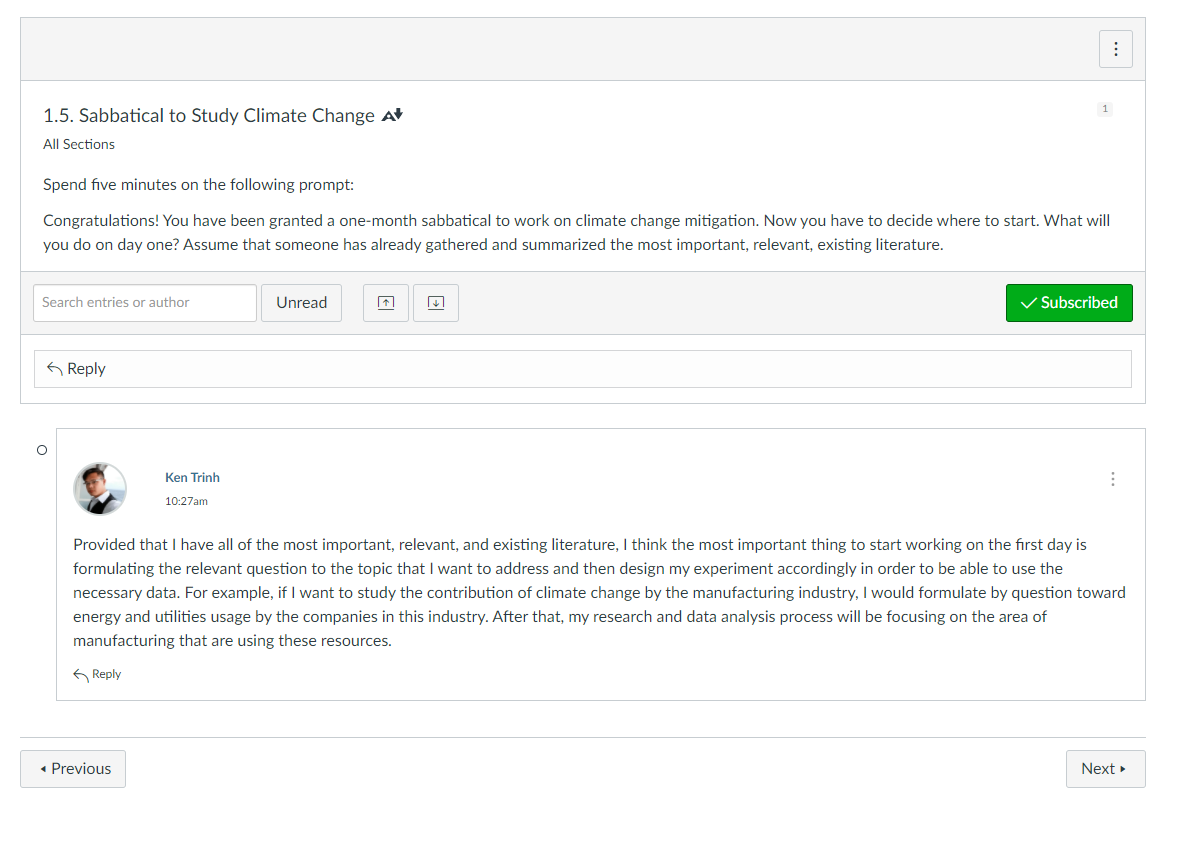 1.5. Sabbatical to Study Climate Change
1
All Sections
Spend five minutes on the following prompt:
Congratulations! You have been granted a one-month sabbatical to work on climate change mitigation. Now you have to decide where to start. What will
you do on day one? Assume that someone has already gathered and summarized the most important, relevant, existing literature.
Search entries or author
Unread
Subscribed
Reply
Ken Trinh
10:27am
Provided that I have all of the most important, relevant, and existing literature, I think the most important thing to start working on the first day is
formulating the relevant question to the topic that I want to address and then design my experiment accordingly in order to be able to use the
necessary data. For example, if I want to study the contribution of climate change by the manufacturing industry, I would formulate by question toward
energy and utilities usage by the companies in this industry. After that, my research and data analysis process will be focusing on the area of
manufacturing that are using these resources.
Reply
Previous
Next